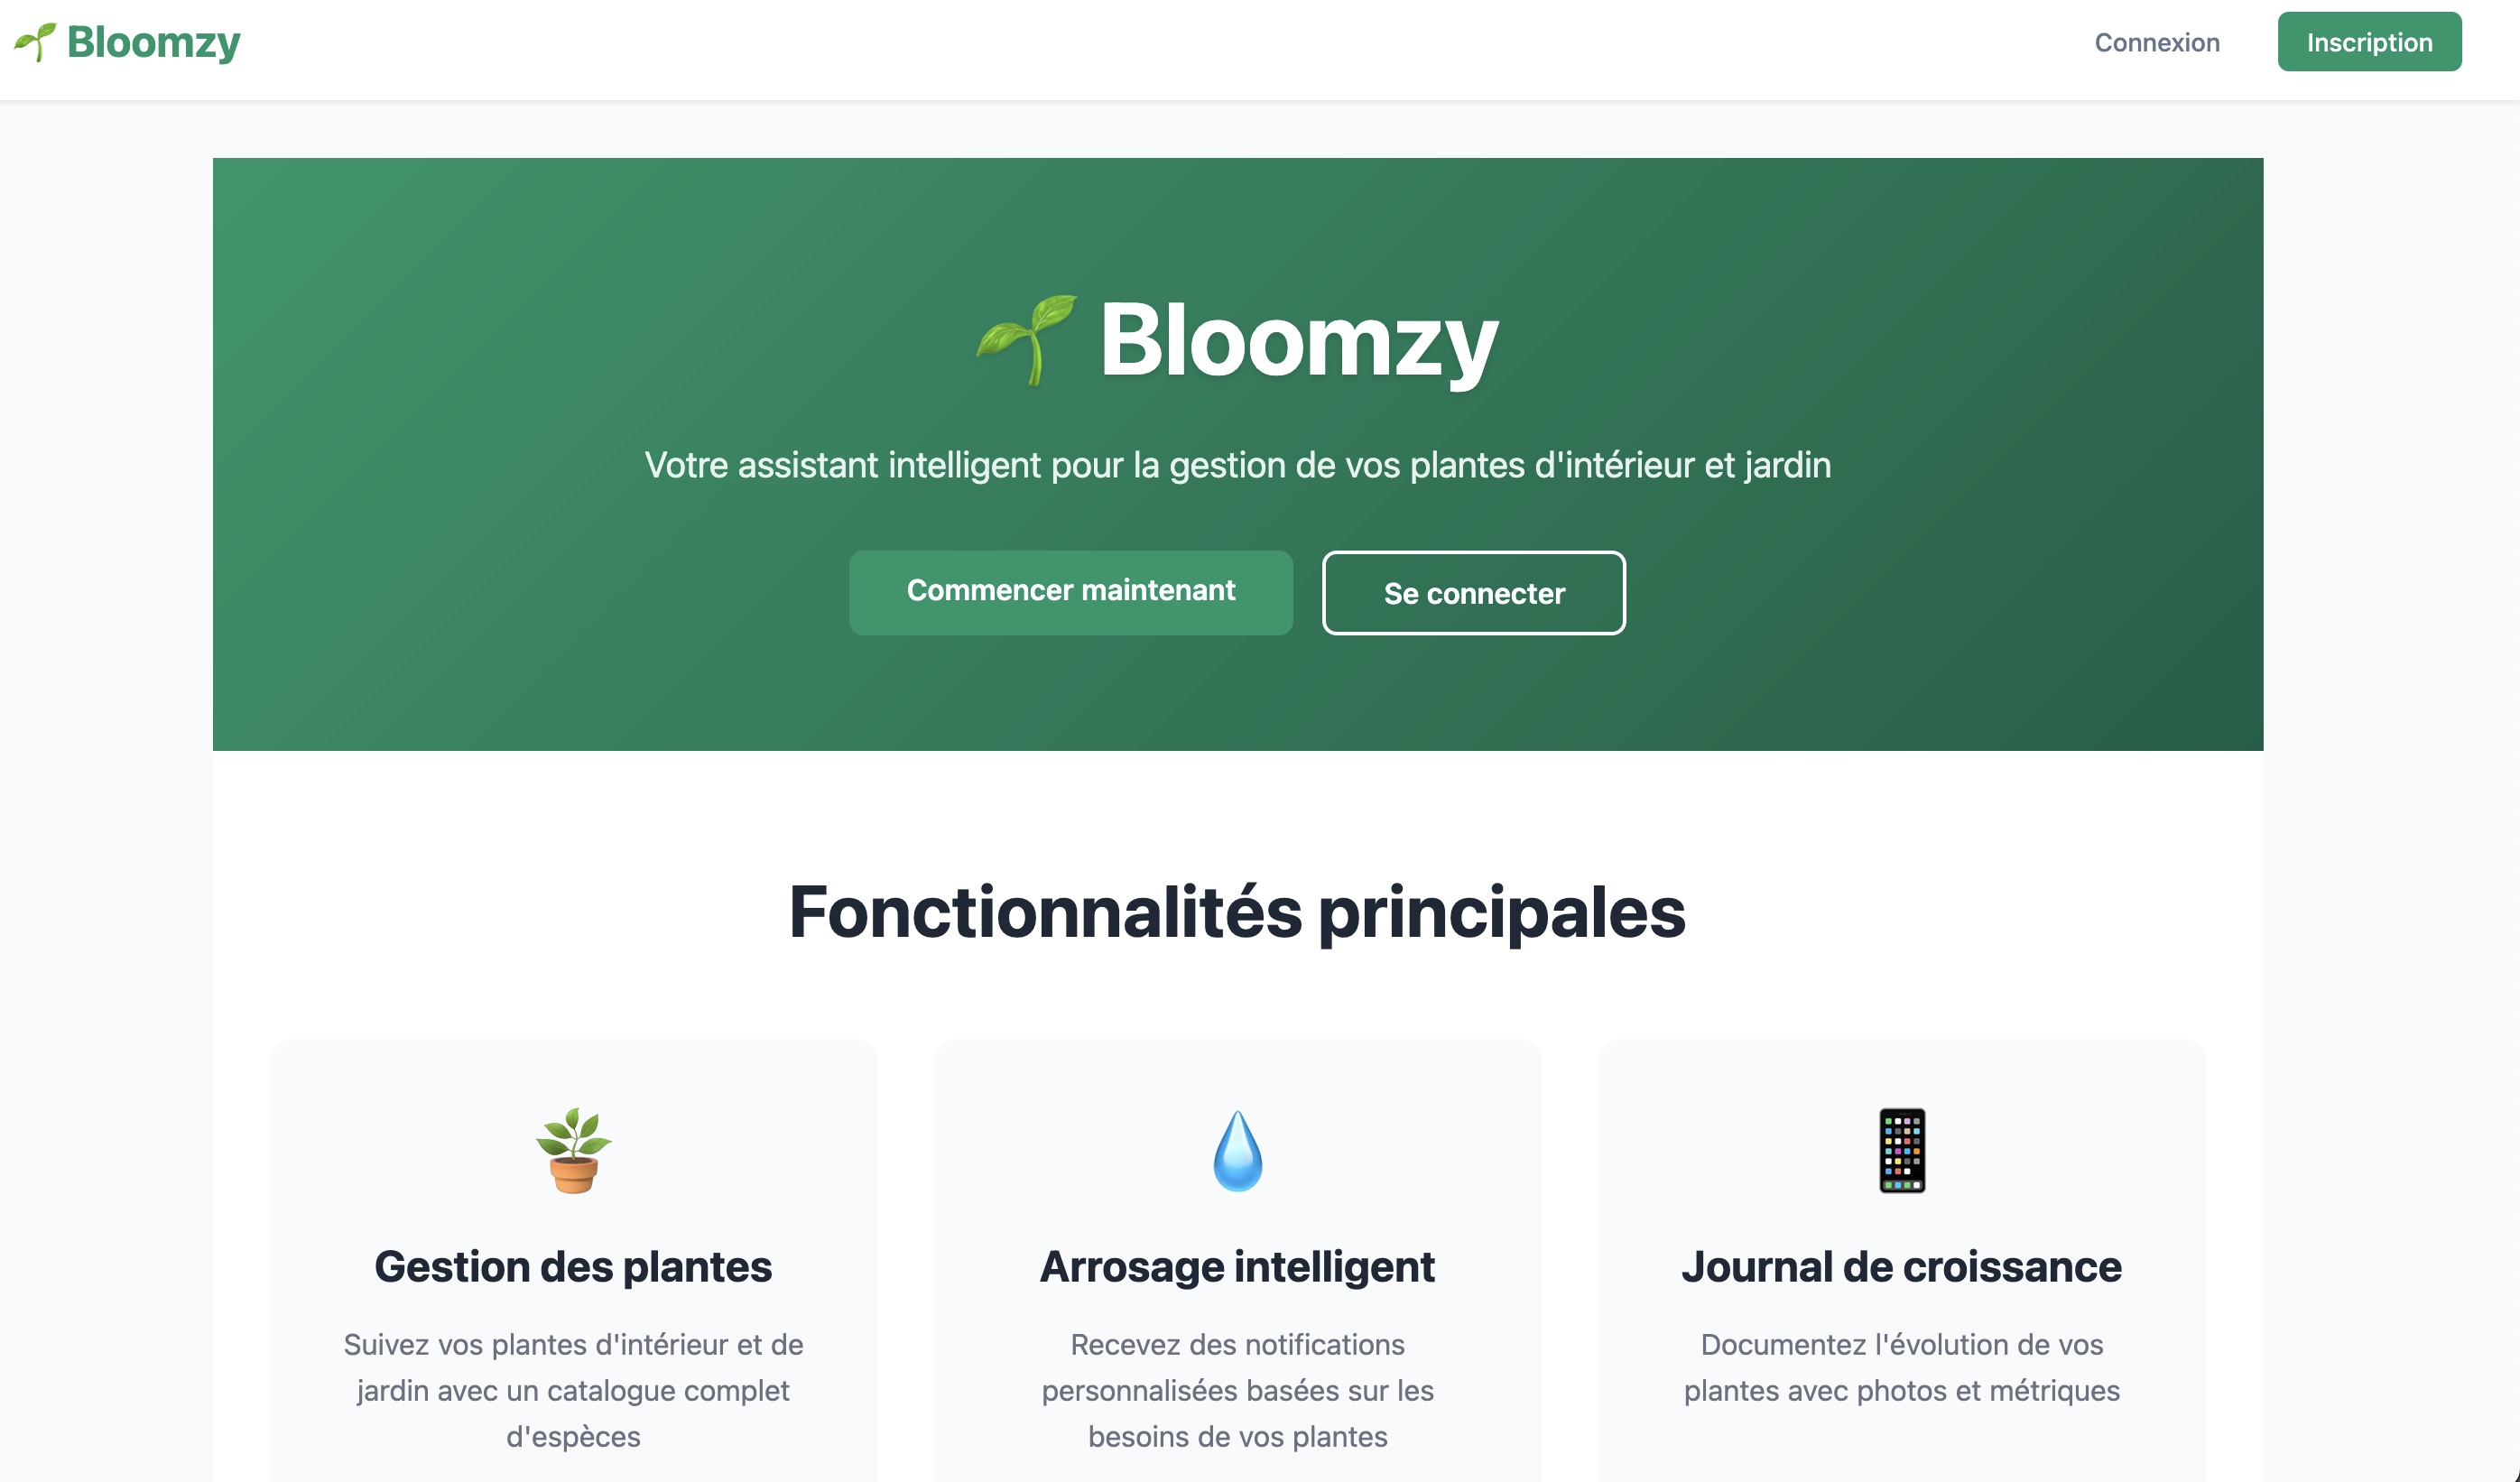 Bloomzy
Connexion
Inscription
Bloomzy
Votre assistant intelligent pour la gestion de vos plantes d'intérieur et jardin
Commencer maintenant
Se connecter
Fonctionnalités principales
Gestion des plantes
Suivez vos plantes d'intérieur et de
jardin avec un catalogue complet
d'espèces
Arrosage intelligent
Recevez des notifications
personnalisées basées sur les
besoins de vos plantes
Journal de croissance
Documentez l'évolution de vos
plantes avec photos et métriques